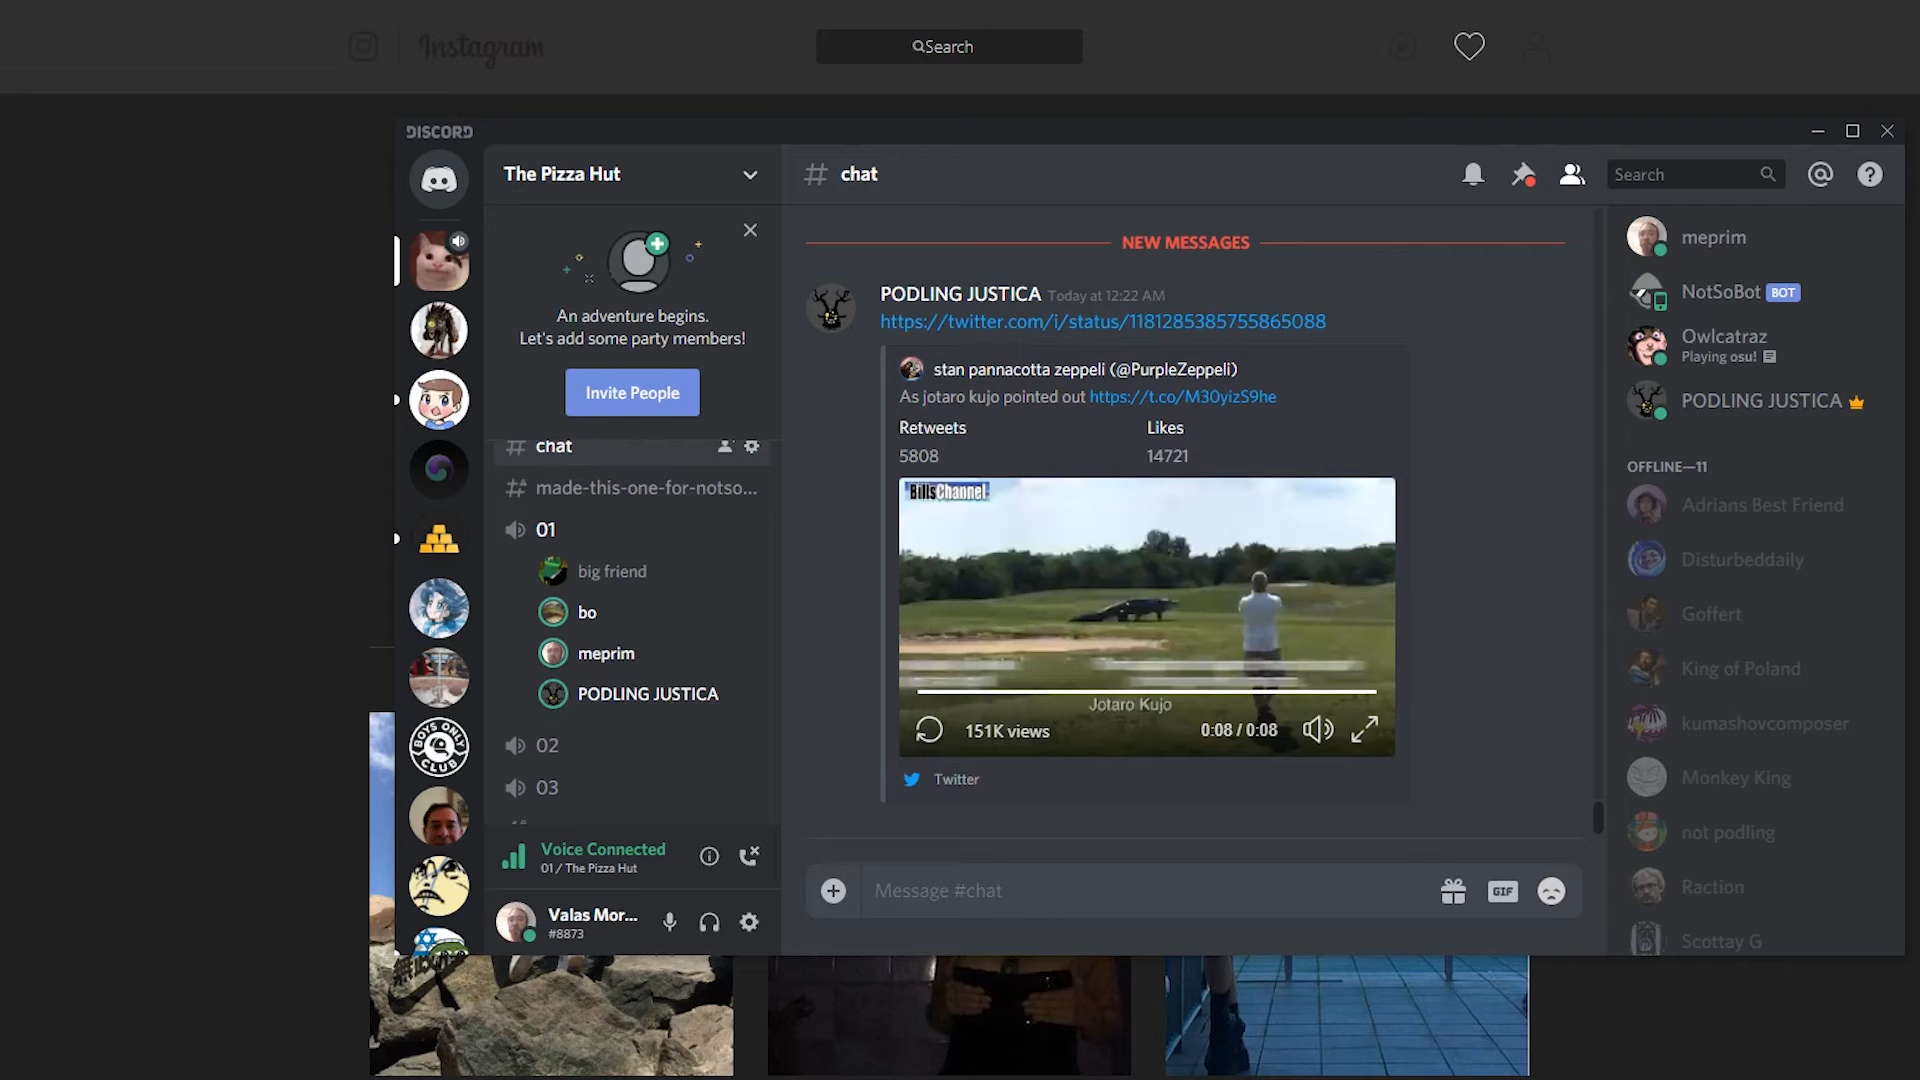 Instagram
Search
DISCORD
The Pizza Hut
chat
Search
An adventure begins.
Let's add some party members!
Invite People
chat
made-this-one-for-notso...
01
big friend
bo
meprim
PODLING JUSTICA
02
03
Voice Connected
01 / The Pizza Hut
Valas Mor...
#8873
NEW MESSAGES
PODLING JUSTICA Today at 12:22 AM
https://twitter.com/i/status/1181285385755865088
stan pannacotta zeppeli (@PurpleZeppeli)
As jotaro kujo pointed out https://t.co/M30yizS9he
Retweets
Likes
5808
14721
BillsChannel
Jotaro Kujo
151K views
0:08 / 0:08
Twitter
Message #chat
GIF
meprim
NotSoBot BOT
Owlcatraz
Playing osu!
PODLING JUSTICA
OFFLINE—11
Adrians Best Friend
Disturbeddaily
Goffert
King of Poland
kumashovcomposer
Monkey King
not podling
Raction
Scottay G
BOYS ONLY
CLUB